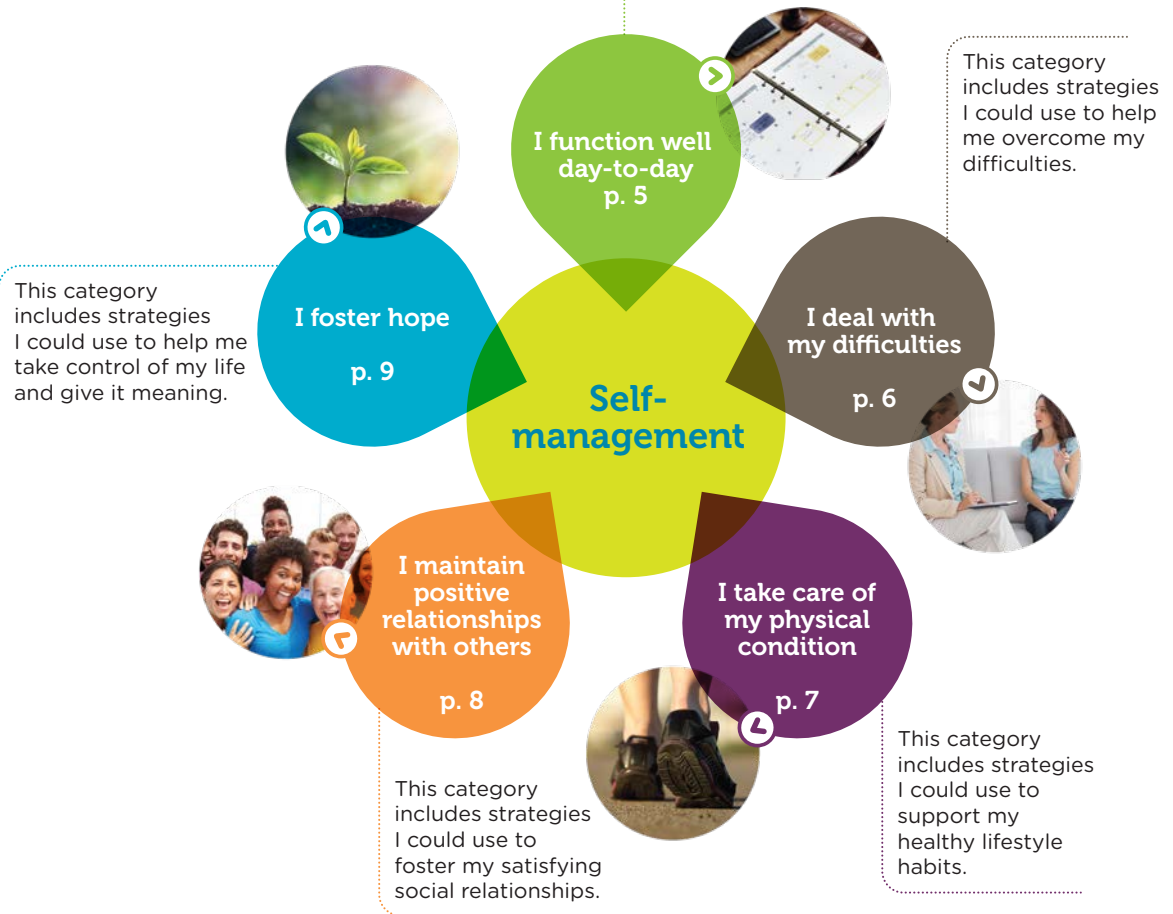 I function well
day-to-day
p. 5
This category
includes strategies
I could use to help
me overcome my
difficulties.
I deal with
my difficulties
p. 6
I foster hope
p. 9
This category
includes strategies
I could use to help me
take control of my life
and give it meaning.
Self-
management
I maintain
positive
relationships
with others
p. 8
I take care of
my physical
condition
p. 7
This category
includes strategies
I could use to
foster my satisfying
social relationships.
This category
includes strategies
I could use to
support my
healthy lifestyle
habits.